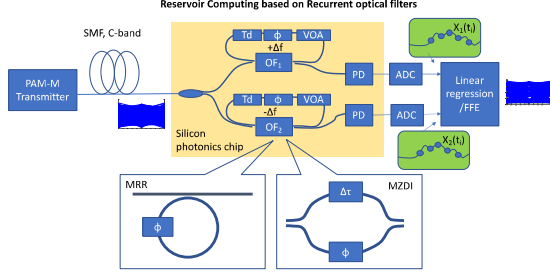 Reservoir Computing based on Recurrent optical filters
SMF, C-band
PAM-M
Transmitter
Td
ϕ
VOA
+Δf
OF₁
PD
ADC
X₁(tᵢ)
Linear
regression
/FFE
Td
ϕ
VOA
-Δf
OF₂
PD
ADC
X₂(tᵢ)
Silicon
photonics chip
MRR
ϕ
MZDI
Δτ
ϕ